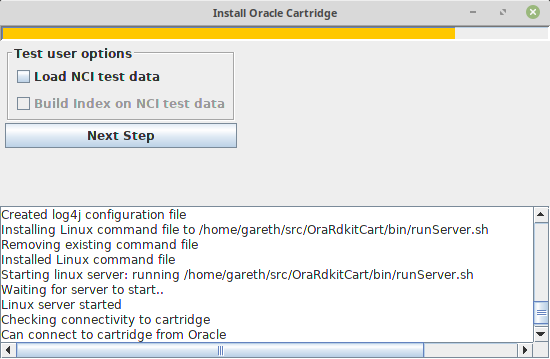 Install Oracle Cartridge
Test user options
Load NCI test data
Build Index on NCI test data
Next Step
Created log4j configuration file
Installing Linux command file to /home/gareth/src/OraRdkitCart/bin/runServer.sh
Removing existing command file
Installed Linux command file
Starting linux server: running /home/gareth/src/OraRdkitCart/bin/runServer.sh
Waiting for server to start..
Linux server started
Checking connectivity to cartridge
Can connect to cartridge from Oracle